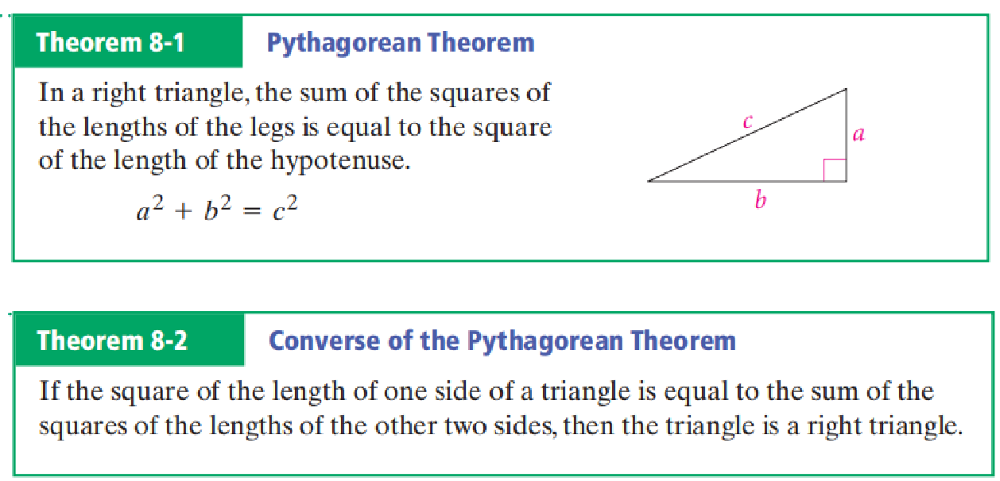 Theorem 8-1 Pythagorean Theorem
In a right triangle, the sum of the squares of
the lengths of the legs is equal to the square
of the length of the hypotenuse.
a² + b² = c²
c
a
b
Theorem 8-2 Converse of the Pythagorean Theorem
If the square of the length of one side of a triangle is equal to the sum of the
squares of the lengths of the other two sides, then the triangle is a right triangle.